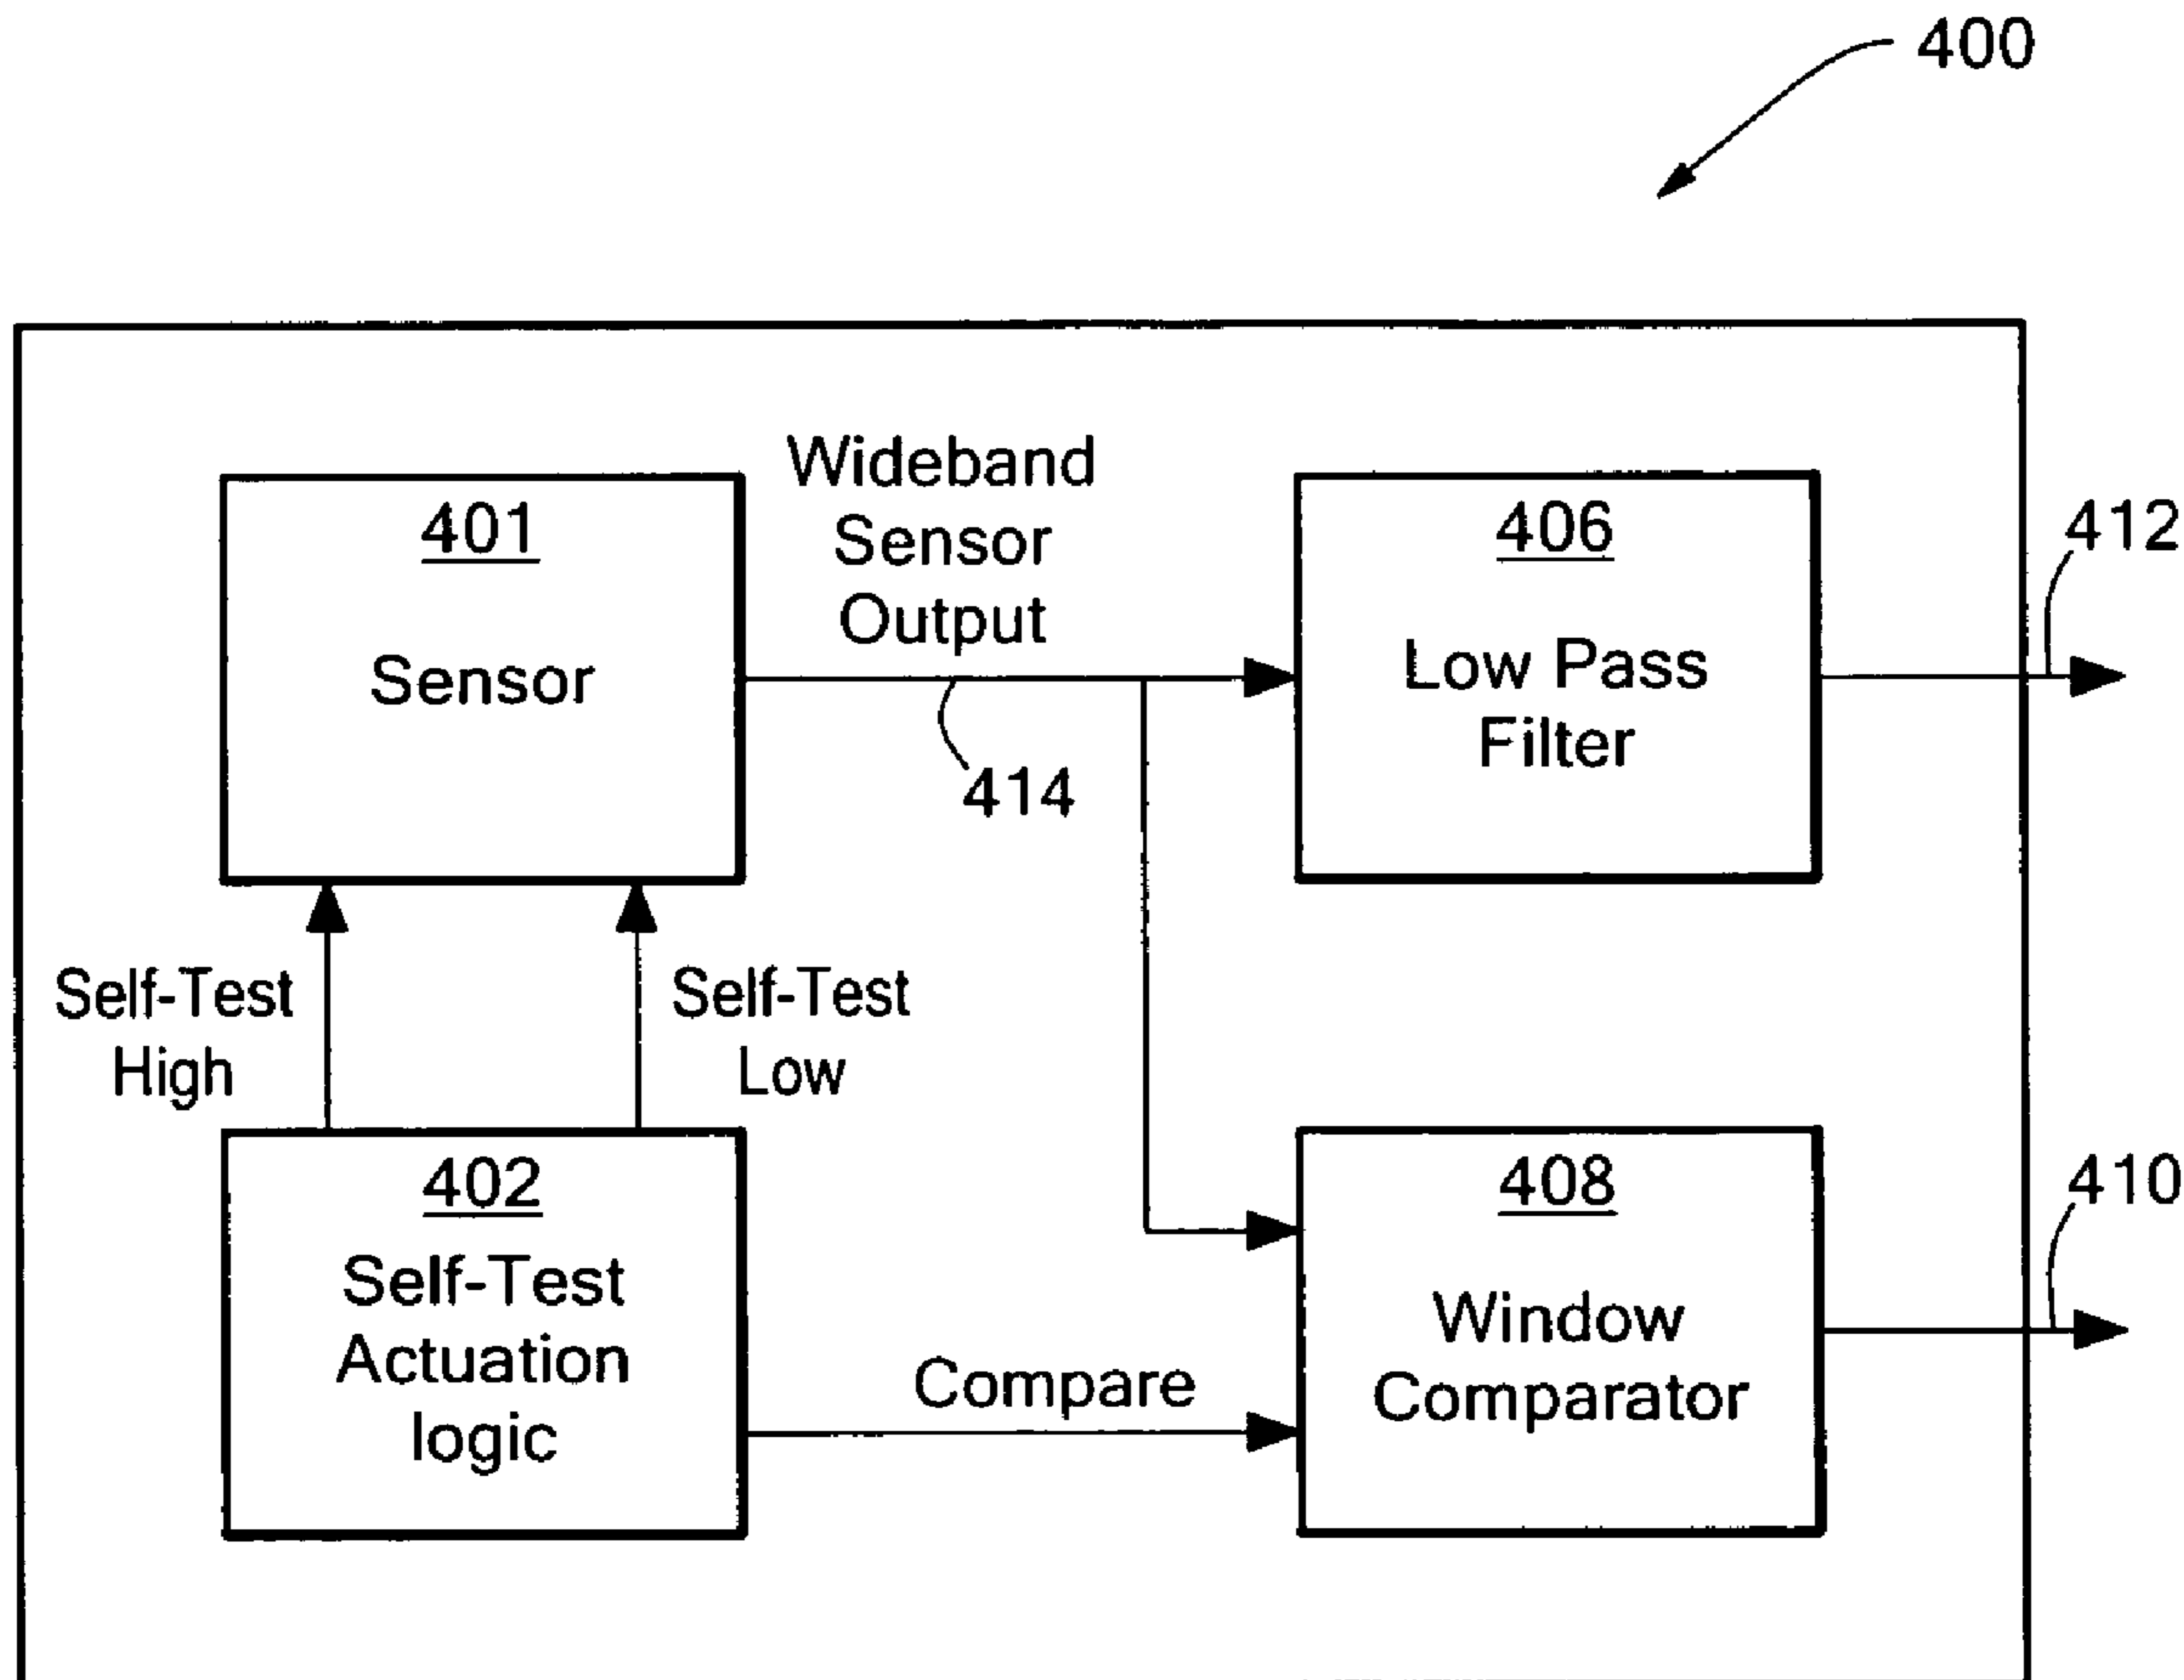 400
401
Sensor
Wideband
Sensor
Output
414
406
Low Pass
Filter
412
Self-Test
High
Self-Test
Low
402
Self-Test
Actuation
logic
Compare
408
Window
Comparator
410